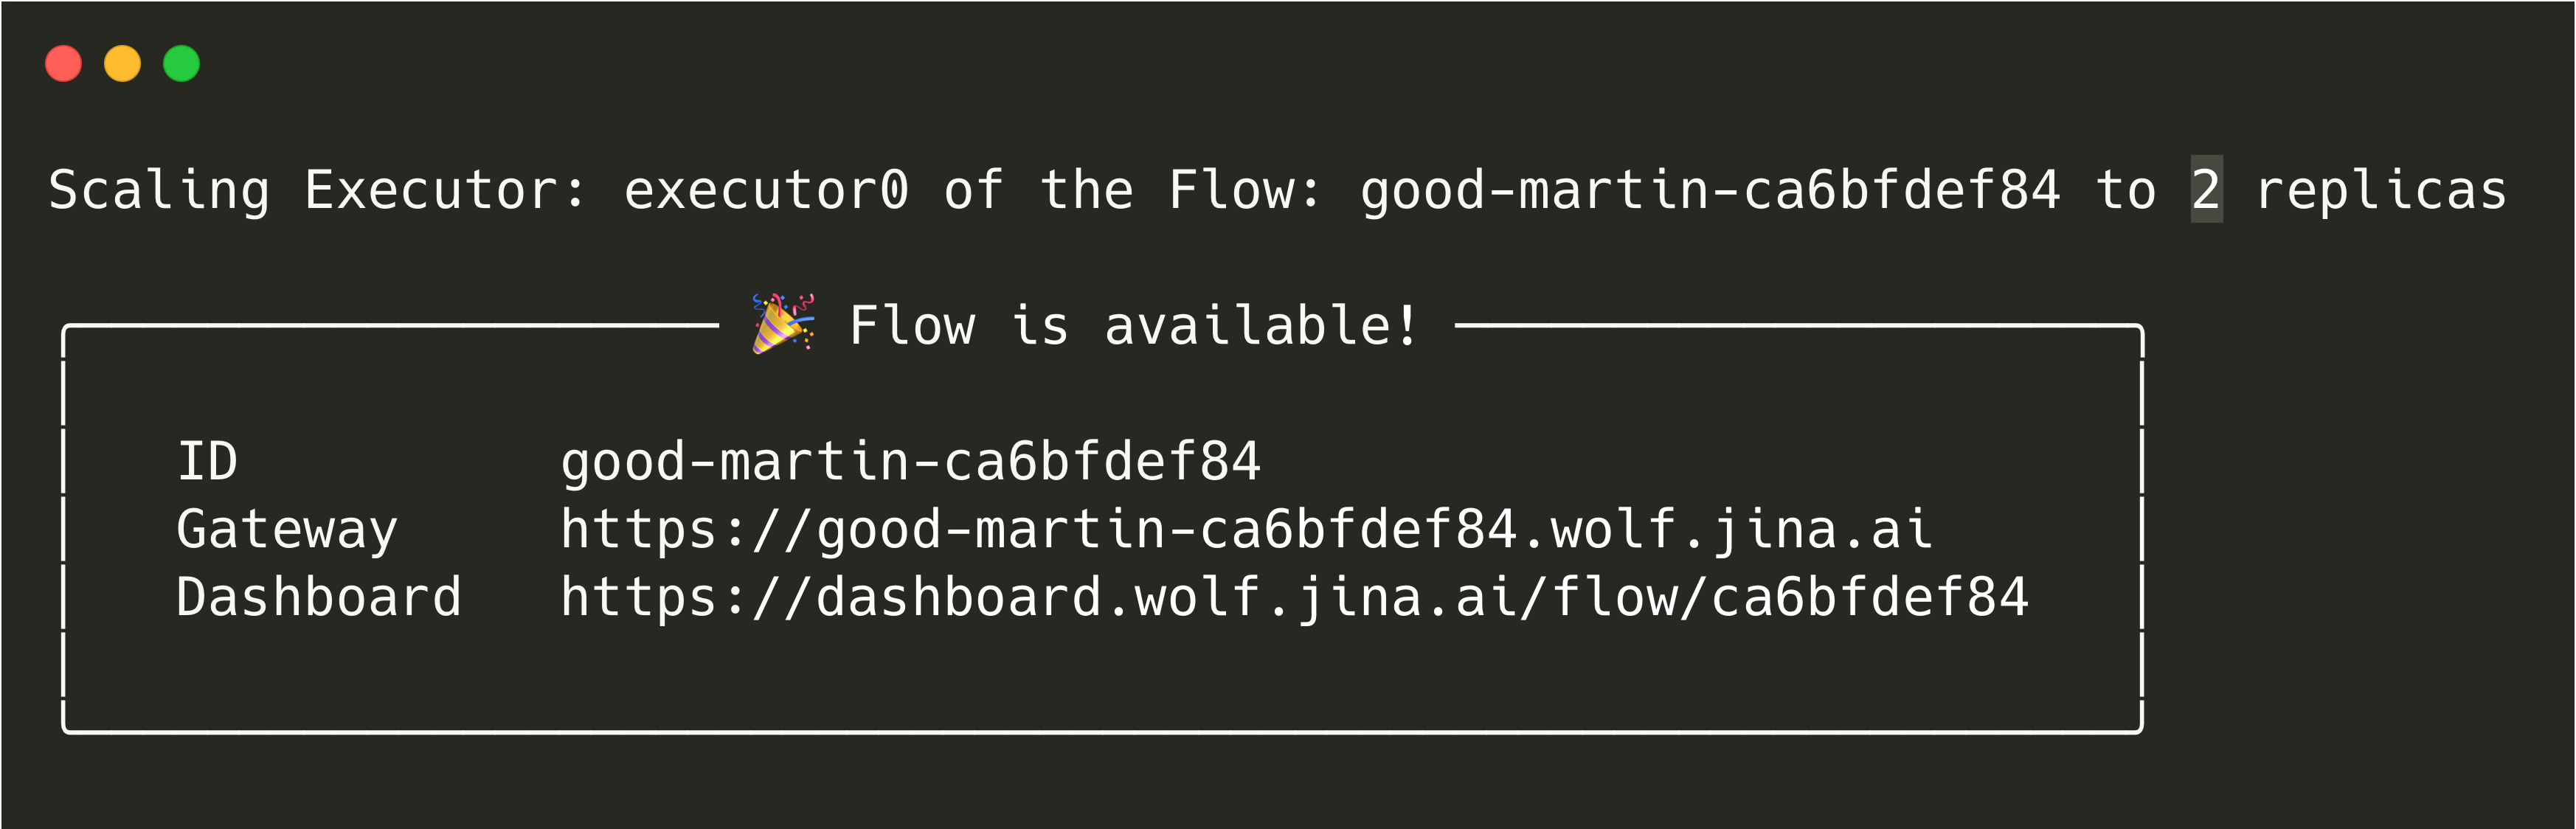 Scaling Executor: executor0 of the Flow: good-martin-ca6bfdef84 to 2 replicas
🎉 Flow is available!
ID good-martin-ca6bfdef84
Gateway https://good-martin-ca6bfdef84.wolf.jina.ai
Dashboard https://dashboard.wolf.jina.ai/flow/ca6bfdef84